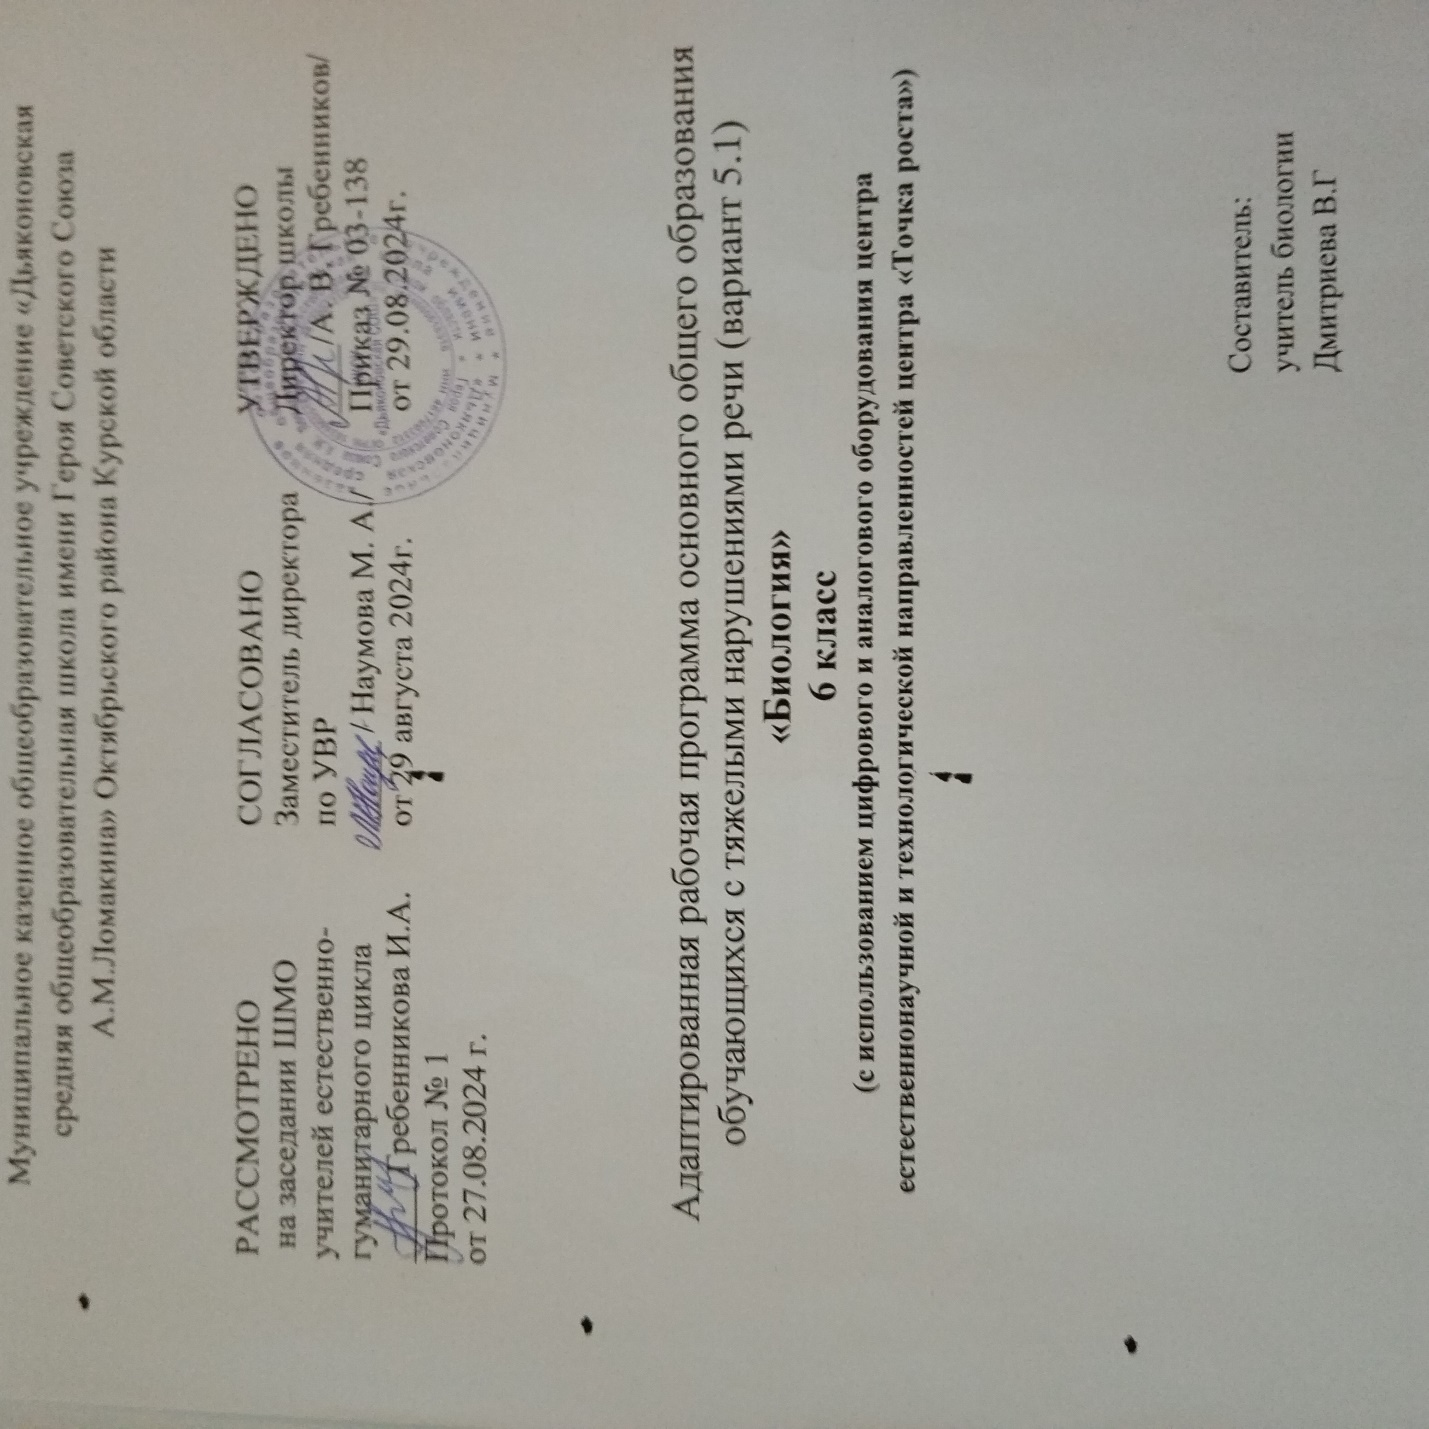 Муниципальное казенное общеобразовательное учреждение «Дьяконовская
средняя общеобразовательная школа имени Героя Советского Союза
А.М.Ломакина» Октябрьского района Курской области
РАССМОТРЕНО
на заседании ШМО
учителей естественно-
гуманитарного цикла
Гребенникова И.А.
Протокол № 1
от 27.08.2024 г.
СОГЛАСОВАНО
Заместитель директора
по УВР
/ Наумова М. А./
от 29 августа 2024г.
УТВЕРЖДЕНО
Директор школы
/А. В. Гребенников/
Приказ № 03-138
от 29.08.2024г.
Адаптированная рабочая программа основного общего образования
обучающихся с тяжелыми нарушениями речи (вариант 5.1)
«Биология»
6 класс
(с использованием цифрового и аналогового оборудования центра
естественнонаучной и технологической направленностей центра «Точка роста»)
Составитель:
учитель биологии
Дмитриева В.Г